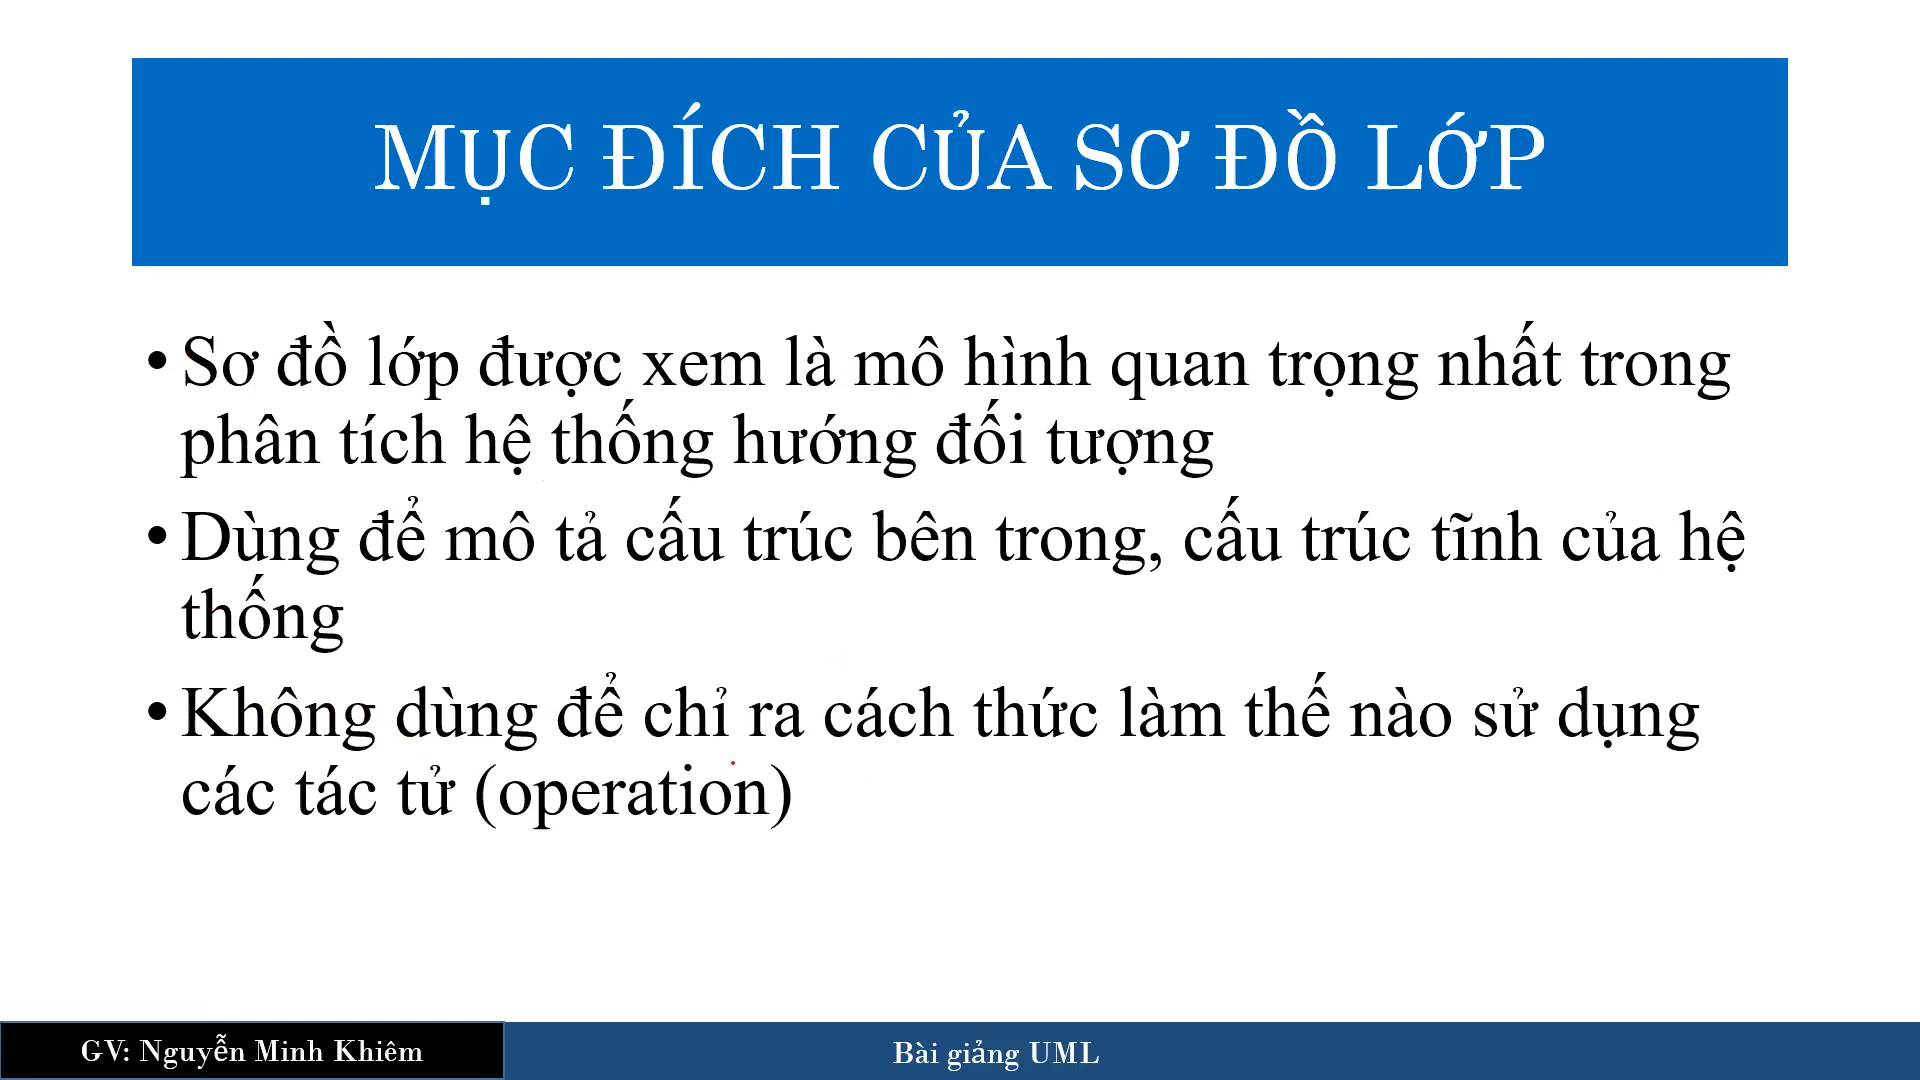 MỤC ĐÍCH CỦA SƠ ĐỒ LỚP
• Sơ đồ lớp được xem là mô hình quan trọng nhất trong
phân tích hệ thống hướng đối tượng
• Dùng để mô tả cấu trúc bên trong, cấu trúc tĩnh của hệ
thống
• Không dùng để chỉ ra cách thức làm thế nào sử dụng
các tác tử (operation)
GV: Nguyễn Minh Khiêm
Bài giảng UML